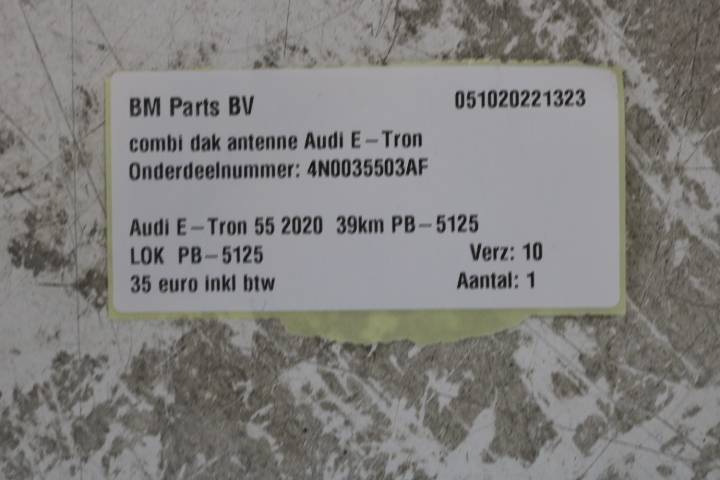 BM Parts BV 051020221323
combi dak antenne Audi E-Tron
Onderdeelnummer: 4N0035503AF
Audi E-Tron 55 2020 39km PB-5125
LOK PB-5125 Verz: 10
35 euro inkl btw Aantal: 1